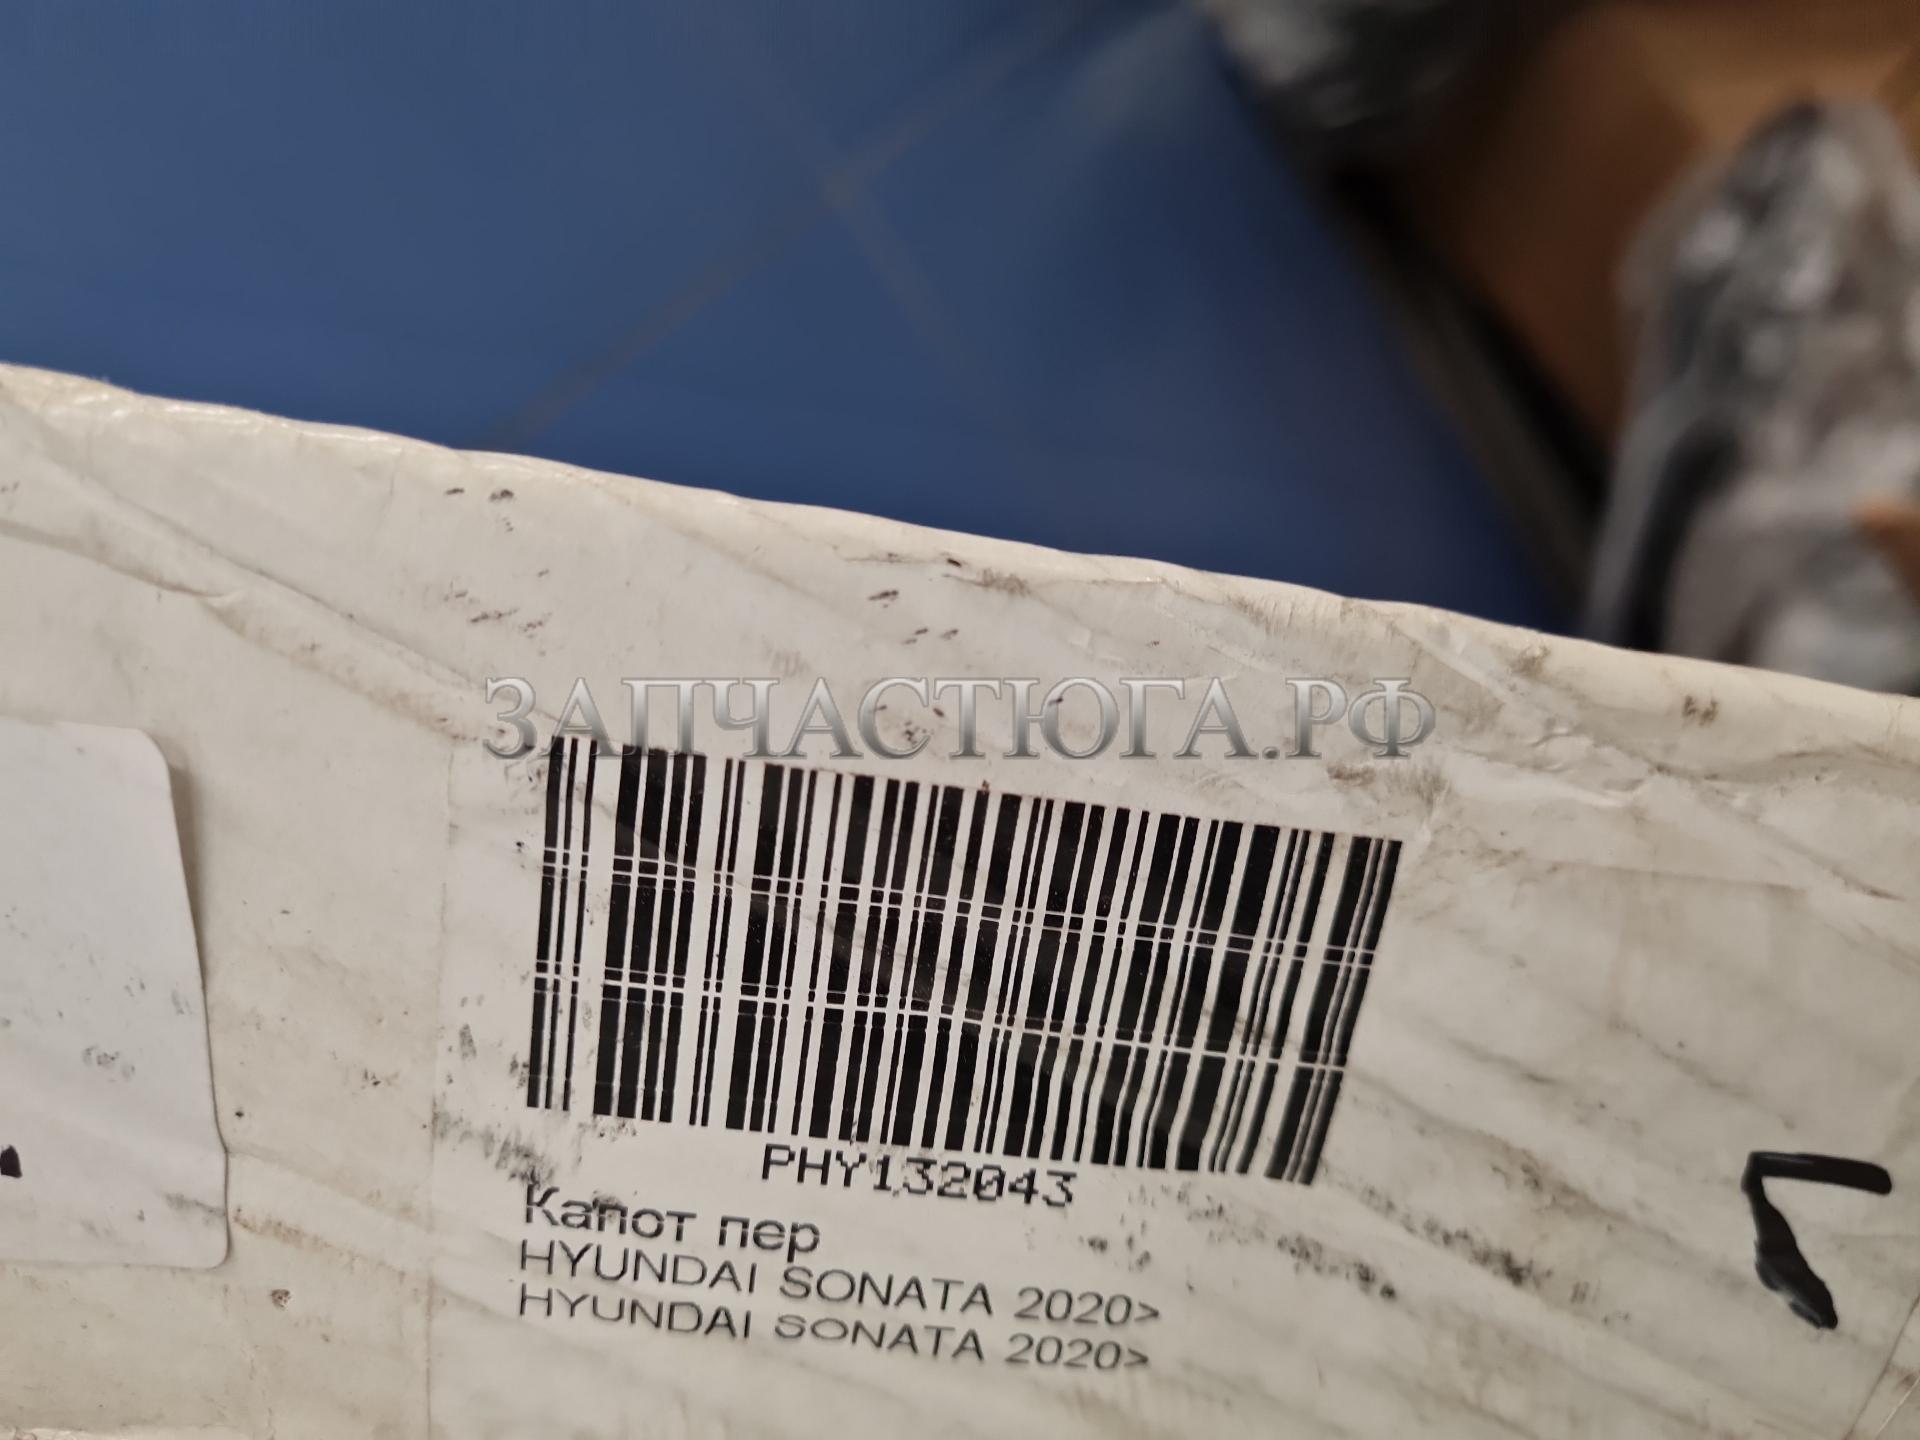 ЗАПЧАСТЮГА.РФ
PHY132043
Капот пер
HYUNDAI SONATA 2020>
HYUNDAI SONATA 2020>